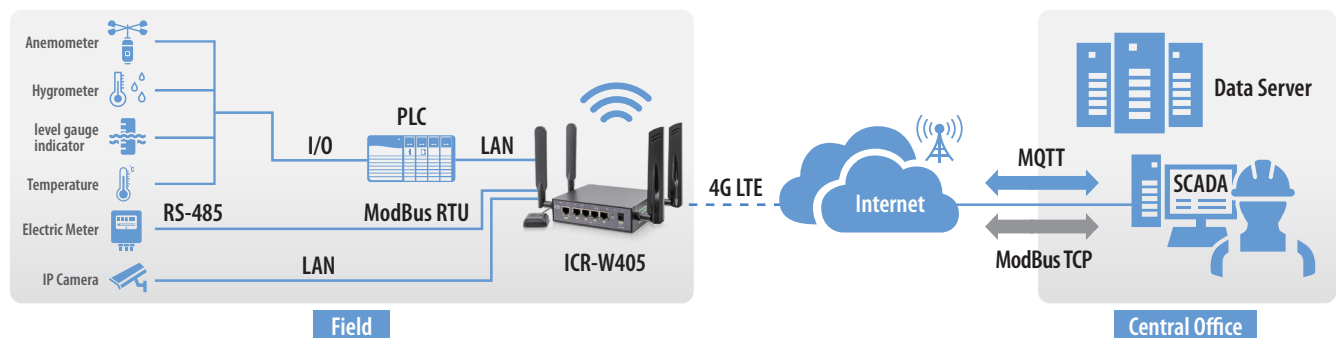 Anemometer
Hygrometer
level gauge
indicator
Temperature
Electric Meter
IP Camera
I/O
PLC
LAN
RS-485
ModBus RTU
LAN
ICR-W405
4G LTE
Internet
MQTT
ModBus TCP
Data Server
SCADA
Field
Central Office